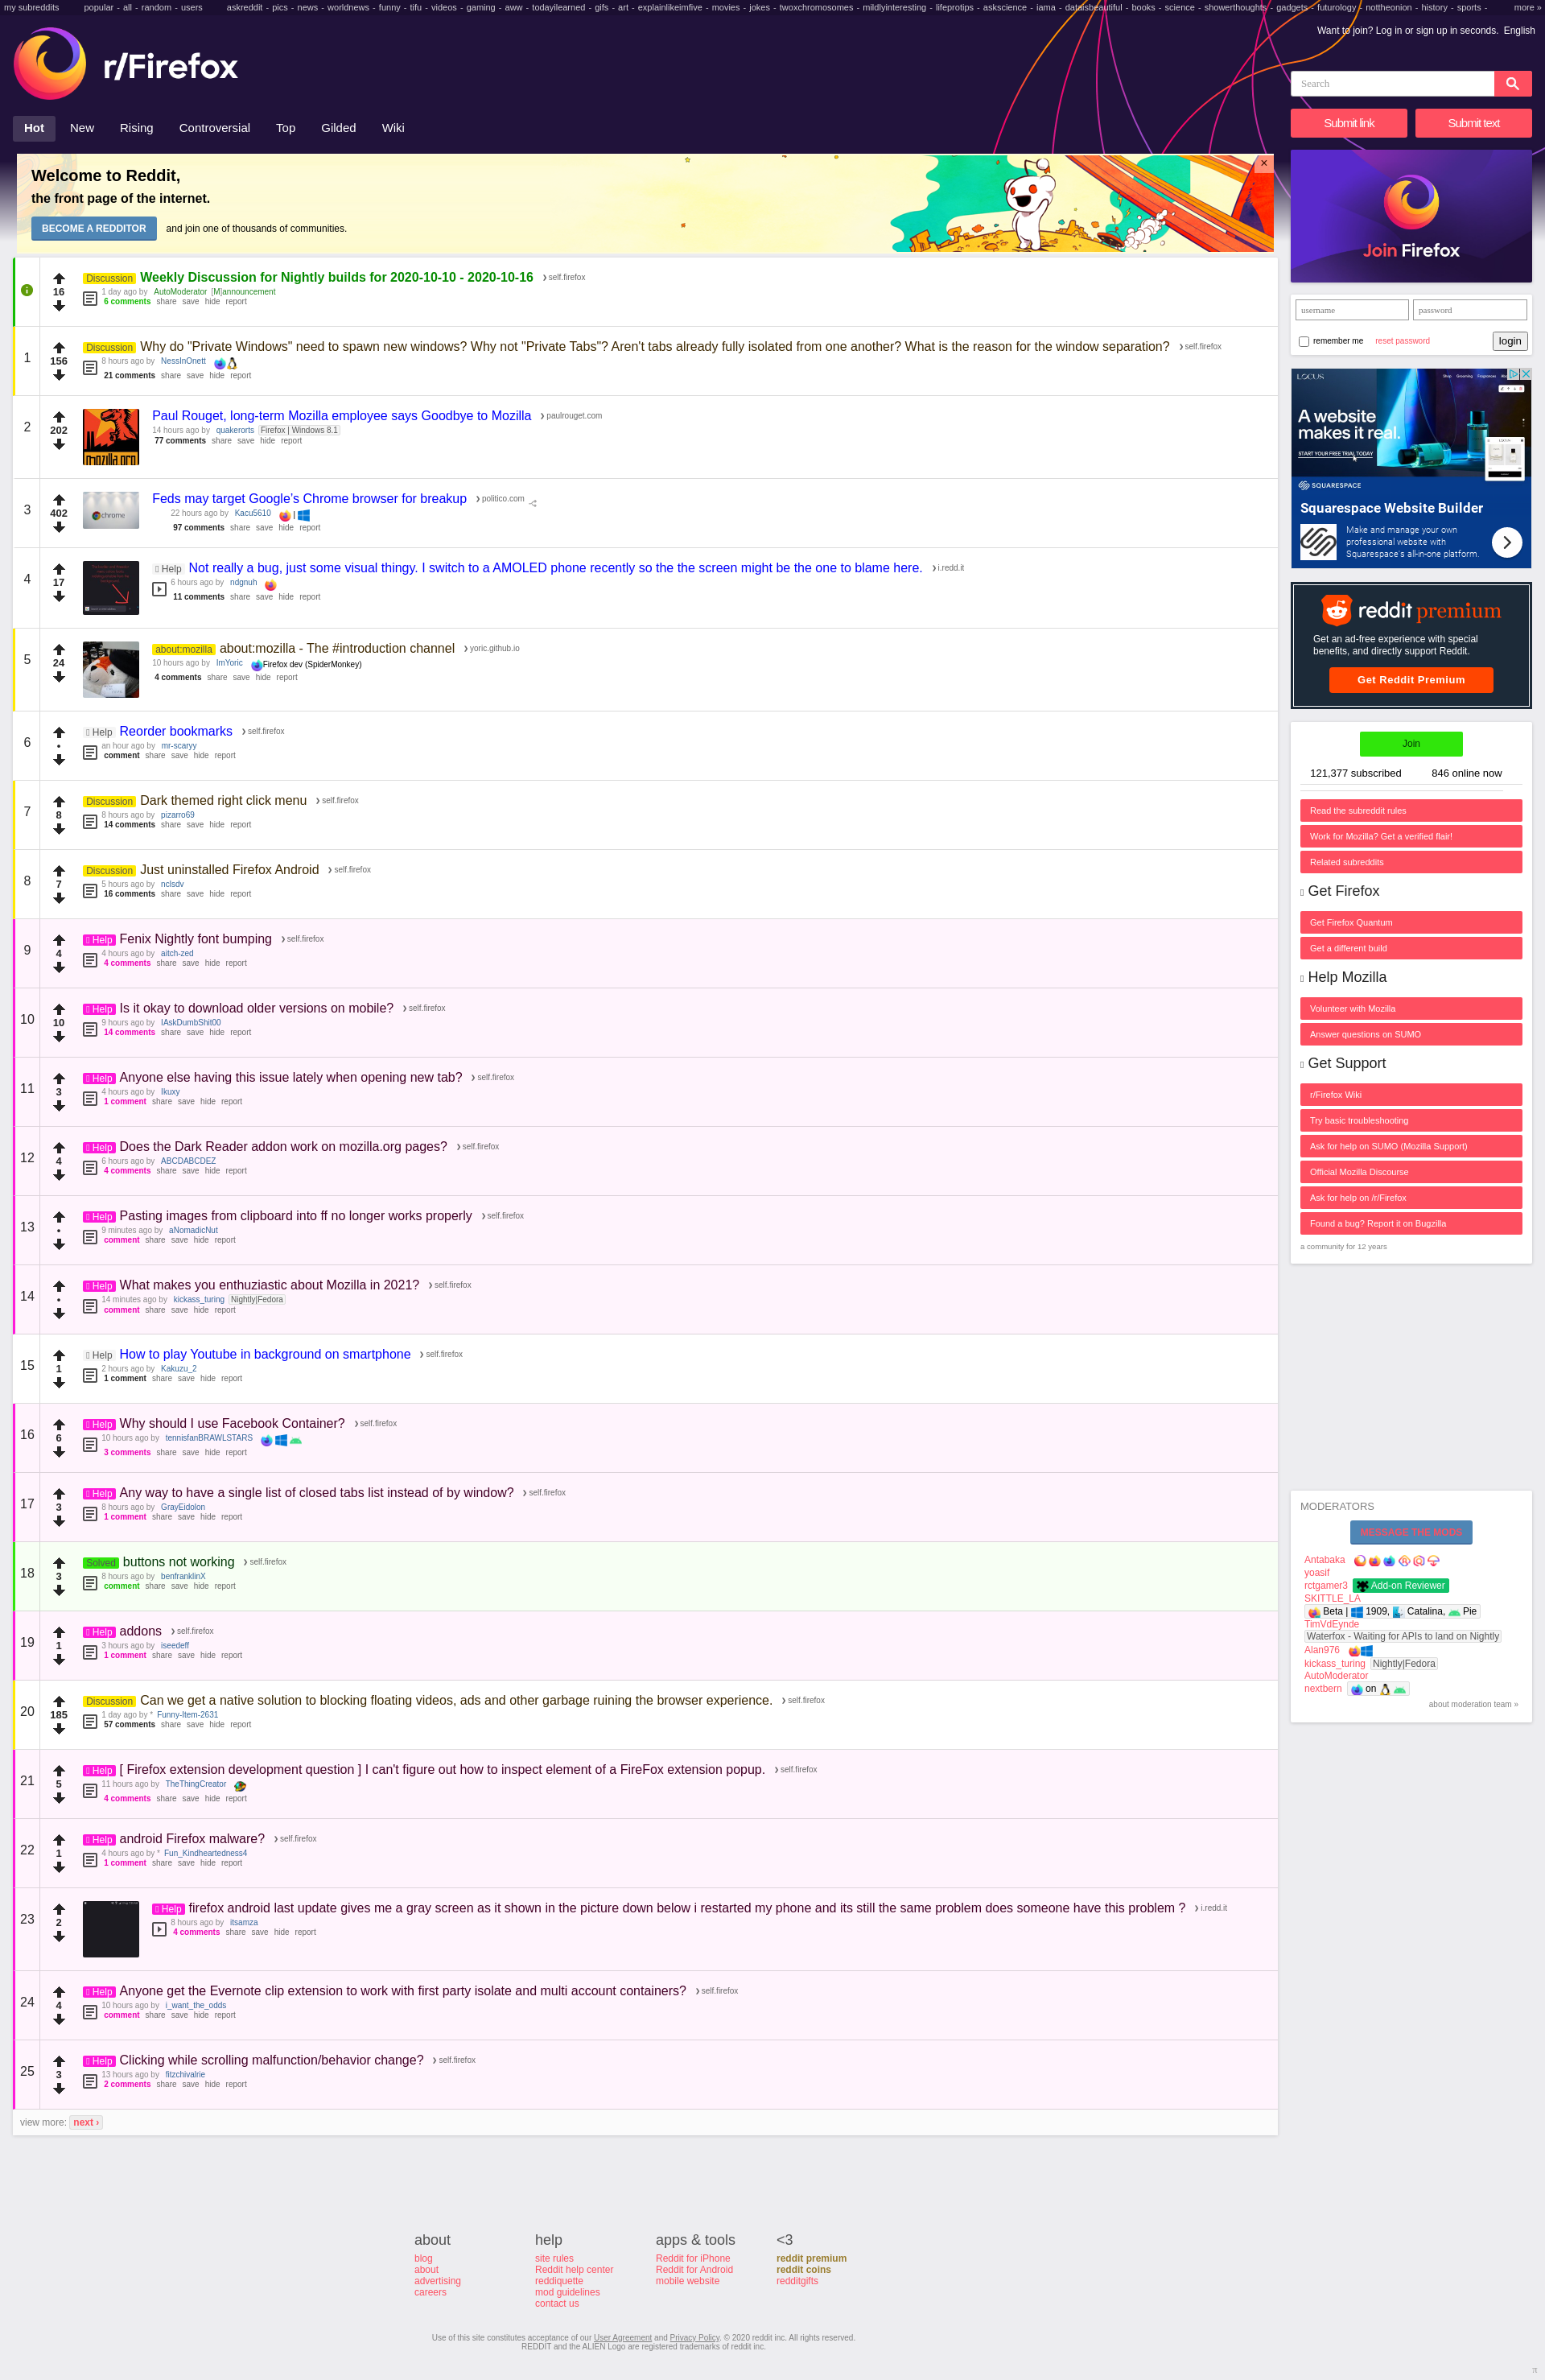 my subreddits popular - all - random - users askreddit - pics - news - worldnews - funny - tifu - videos - gaming - aww - todayilearned - gifs - art - explainlikeimfive - movies - jokes - twoxchromosomes - mildlyinteresting - lifeprotips - askscience - iama - dataisbeautiful - books - science - showerthoughts - gadgets - futurology - nottheonion - history - sports - more »
Want to join? Log in or sign up in seconds. English
r/Firefox
Search
Hot New Rising Controversial Top Gilded Wiki
Submit link Submit text
Welcome to Reddit,
the front page of the internet.
BECOME A REDDITOR and join one of thousands of communities.
×
Join Firefox
16
Discussion Weekly Discussion for Nightly builds for 2020-10-10 - 2020-10-16 self.firefox
1 day ago by AutoModerator [M]announcement
6 comments share save hide report
1
156
Discussion Why do "Private Windows" need to spawn new windows? Why not "Private Tabs"? Aren't tabs already fully isolated from one another? What is the reason for the window separation? self.firefox
8 hours ago by NessInOnett
21 comments share save hide report
2
202
Paul Rouget, long-term Mozilla employee says Goodbye to Mozilla paulrouget.com
14 hours ago by quakerorts Firefox | Windows 8.1
77 comments share save hide report
mozilla.org
3
402
chrome
Feds may target Google's Chrome browser for breakup politico.com
22 hours ago by Kacu5610 |
97 comments share save hide report
4
17
Help Not really a bug, just some visual thingy. I switch to a AMOLED phone recently so the the screen might be the one to blame here. i.redd.it
6 hours ago by ndgnuh
11 comments share save hide report
5
24
about:mozilla about:mozilla - The #introduction channel yoric.github.io
10 hours ago by ImYoric Firefox dev (SpiderMonkey)
4 comments share save hide report
6
•
Help Reorder bookmarks self.firefox
an hour ago by mr-scaryy
comment share save hide report
7
8
Discussion Dark themed right click menu self.firefox
8 hours ago by pizarro69
14 comments share save hide report
8
7
Discussion Just uninstalled Firefox Android self.firefox
5 hours ago by nclsdv
16 comments share save hide report
9
4
Help Fenix Nightly font bumping self.firefox
4 hours ago by aitch-zed
4 comments share save hide report
10
10
Help Is it okay to download older versions on mobile? self.firefox
9 hours ago by IAskDumbShit00
14 comments share save hide report
11
3
Help Anyone else having this issue lately when opening new tab? self.firefox
4 hours ago by Ikuxy
1 comment share save hide report
12
4
Help Does the Dark Reader addon work on mozilla.org pages? self.firefox
6 hours ago by ABCDABCDEZ
4 comments share save hide report
13
•
Help Pasting images from clipboard into ff no longer works properly self.firefox
9 minutes ago by aNomadicNut
comment share save hide report
14
•
Help What makes you enthuziastic about Mozilla in 2021? self.firefox
14 minutes ago by kickass_turing Nightly|Fedora
comment share save hide report
15
1
Help How to play Youtube in background on smartphone self.firefox
2 hours ago by Kakuzu_2
1 comment share save hide report
16
6
Help Why should I use Facebook Container? self.firefox
10 hours ago by tennisfanBRAWLSTARS
3 comments share save hide report
17
3
Help Any way to have a single list of closed tabs list instead of by window? self.firefox
8 hours ago by GrayEidolon
1 comment share save hide report
18
3
Solved buttons not working self.firefox
8 hours ago by benfranklinX
comment share save hide report
19
1
Help addons self.firefox
3 hours ago by iseedeff
1 comment share save hide report
20
185
Discussion Can we get a native solution to blocking floating videos, ads and other garbage ruining the browser experience. self.firefox
1 day ago by * Funny-Item-2631
57 comments share save hide report
21
5
Help [ Firefox extension development question ] I can't figure out how to inspect element of a FireFox extension popup. self.firefox
11 hours ago by TheThingCreator
4 comments share save hide report
22
1
Help android Firefox malware? self.firefox
4 hours ago by * Fun_Kindheartedness4
1 comment share save hide report
23
2
Help firefox android last update gives me a gray screen as it shown in the picture down below i restarted my phone and its still the same problem does someone have this problem ? i.redd.it
8 hours ago by itsamza
4 comments share save hide report
24
4
Help Anyone get the Evernote clip extension to work with first party isolate and multi account containers? self.firefox
10 hours ago by i_want_the_odds
comment share save hide report
25
3
Help Clicking while scrolling malfunction/behavior change? self.firefox
13 hours ago by fitzchivalrie
2 comments share save hide report
view more: next ›
username password
remember me reset password login
LOCUS
A website
makes it real.
START YOUR FREE TRIAL TODAY
SQUARESPACE
Squarespace Website Builder
Make and manage your own
professional website with
Squarespace's all-in-one platform.
reddit premium
Get an ad-free experience with special
benefits, and directly support Reddit.
Get Reddit Premium
Join
121,377 subscribed 846 online now
Read the subreddit rules
Work for Mozilla? Get a verified flair!
Related subreddits
Get Firefox
Get Firefox Quantum
Get a different build
Help Mozilla
Volunteer with Mozilla
Answer questions on SUMO
Get Support
r/Firefox Wiki
Try basic troubleshooting
Ask for help on SUMO (Mozilla Support)
Official Mozilla Discourse
Ask for help on /r/Firefox
Found a bug? Report it on Bugzilla
a community for 12 years
MODERATORS
MESSAGE THE MODS
Antabaka
yoasif
rctgamer3 Add-on Reviewer
SKITTLE_LA
Beta | 1909, Catalina, Pie
TimVdEynde
Waterfox - Waiting for APIs to land on Nightly
Alan976
kickass_turing Nightly|Fedora
AutoModerator
nextbern on
about moderation team »
about help apps & tools <3
blog site rules Reddit for iPhone reddit premium
about Reddit help center Reddit for Android reddit coins
advertising reddiquette mobile website redditgifts
careers mod guidelines
contact us
Use of this site constitutes acceptance of our User Agreement and Privacy Policy. © 2020 reddit inc. All rights reserved.
REDDIT and the ALIEN Logo are registered trademarks of reddit inc.
π